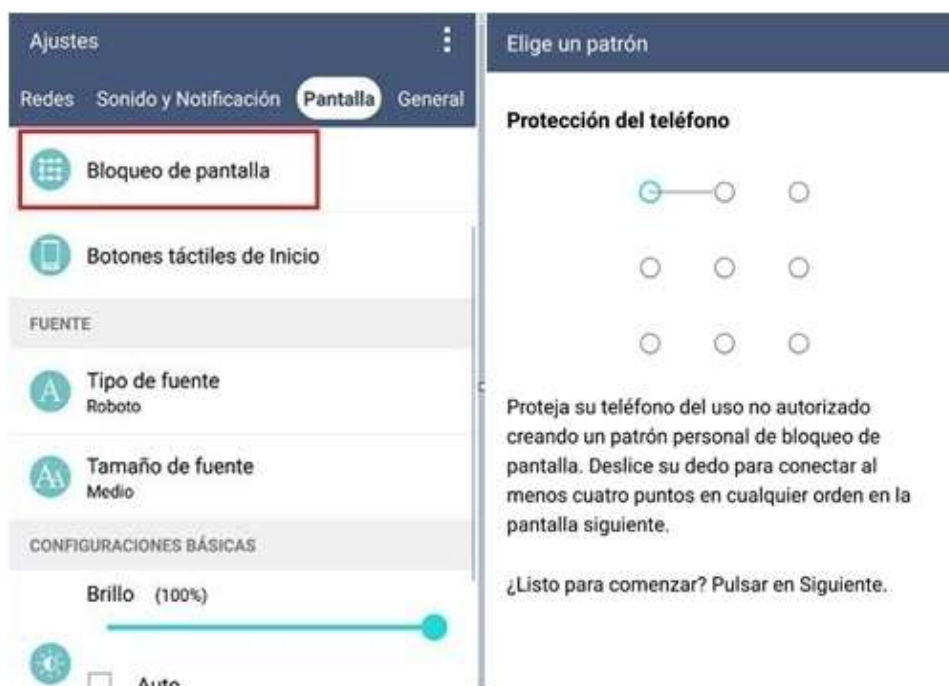 Ajustes
Redes Sonido y Notificación Pantalla General
Bloqueo de pantalla
Botones táctiles de Inicio
FUENTE
Tipo de fuente
Roboto
Tamaño de fuente
Medio
CONFIGURACIONES BÁSICAS
Brillo (100%)
Auto
Elige un patrón
Protección del teléfono
Proteja su teléfono del uso no autorizado
creando un patrón personal de bloqueo de
pantalla. Deslice su dedo para conectar al
menos cuatro puntos en cualquier orden en la
pantalla siguiente.
¿Listo para comenzar? Pulsar en Siguiente.